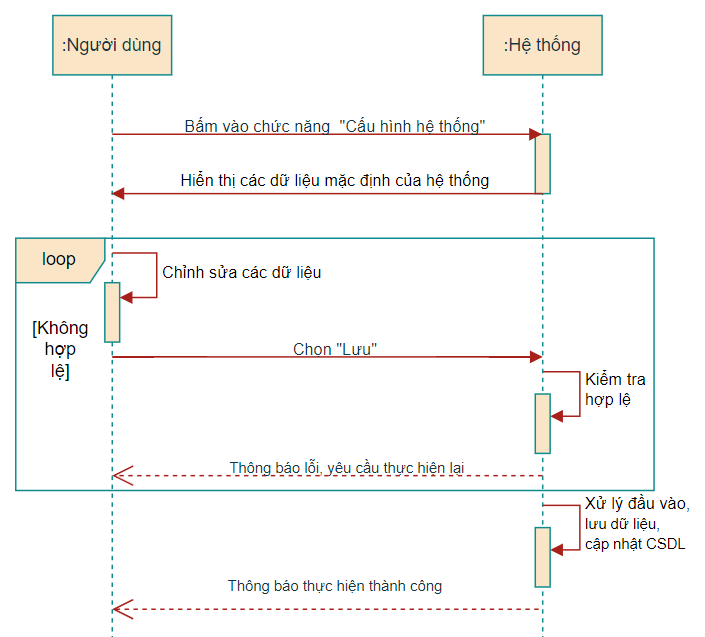 :Người dùng
:Hệ thống
Bấm vào chức năng "Cấu hình hệ thống"
Hiển thị các dữ liệu mặc định của hệ thống
loop
Chỉnh sửa các dữ liệu
[Không
hợp
lệ]
Chọn "Lưu"
Kiểm tra
hợp lệ
Thông báo lỗi, yêu cầu thực hiện lại
Xử lý đầu vào,
lưu dữ liệu,
cập nhật CSDL
Thông báo thực hiện thành công